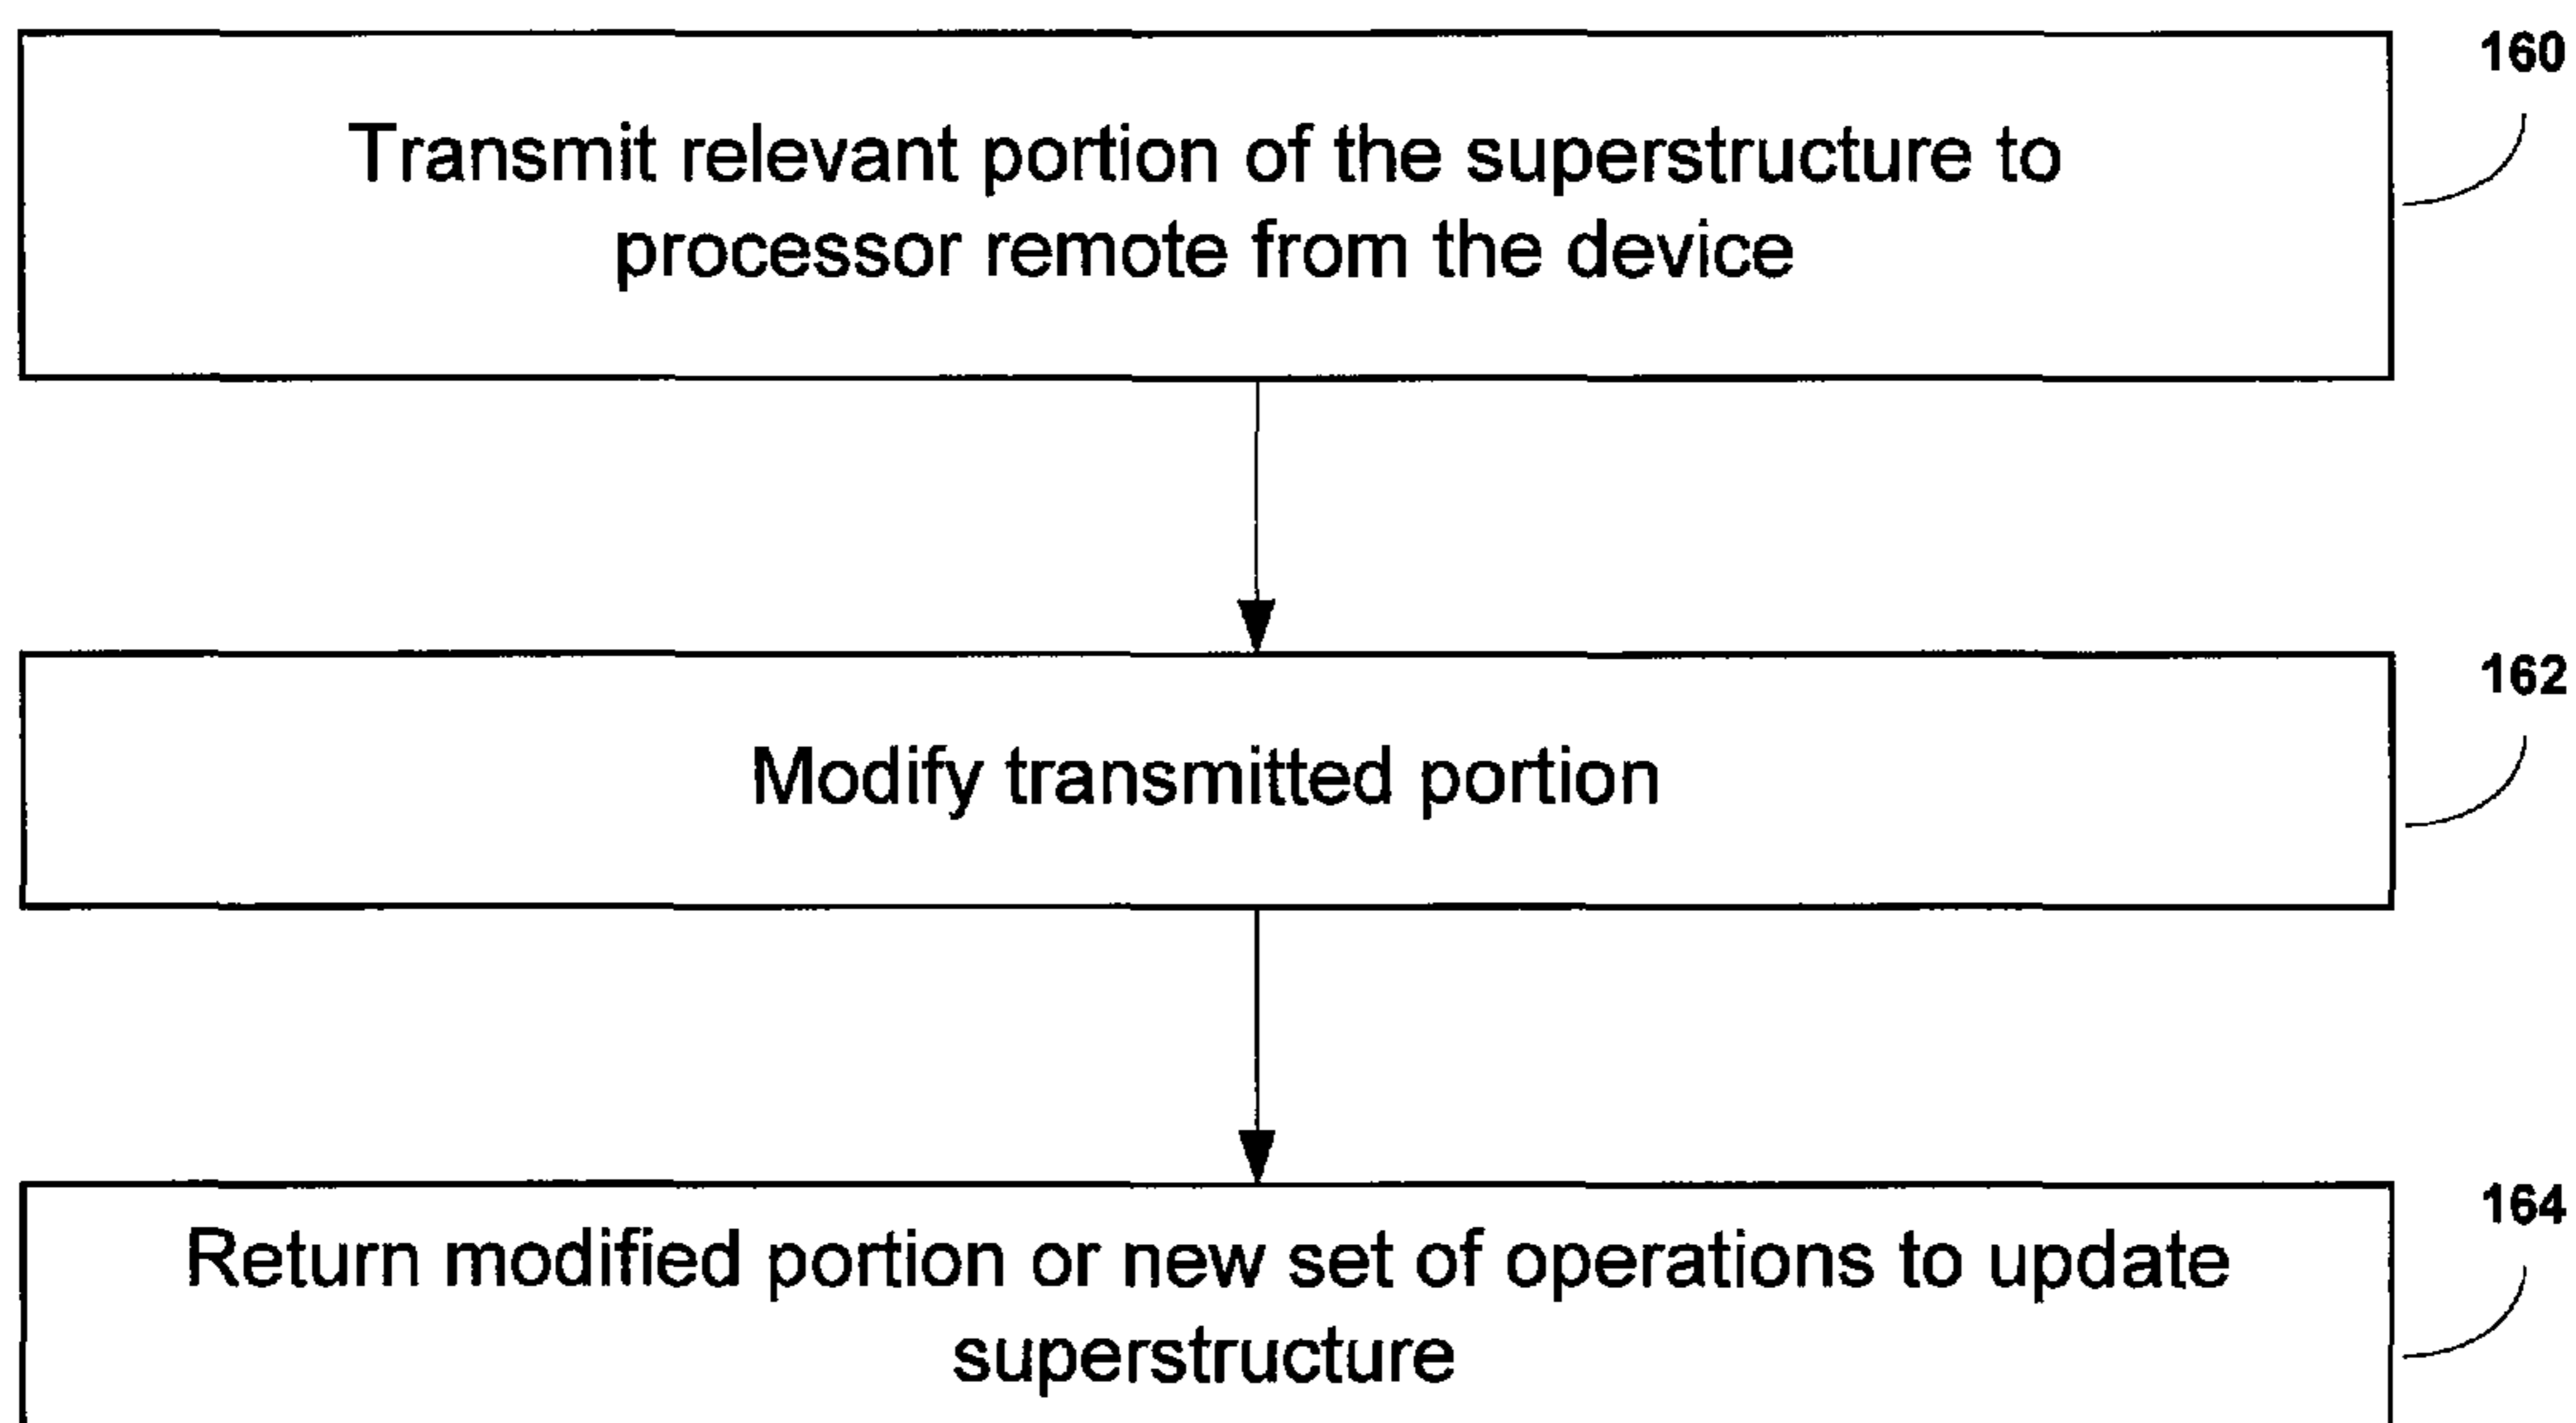 160
Transmit relevant portion of the superstructure to
processor remote from the device
162
Modify transmitted portion
164
Return modified portion or new set of operations to update
superstructure